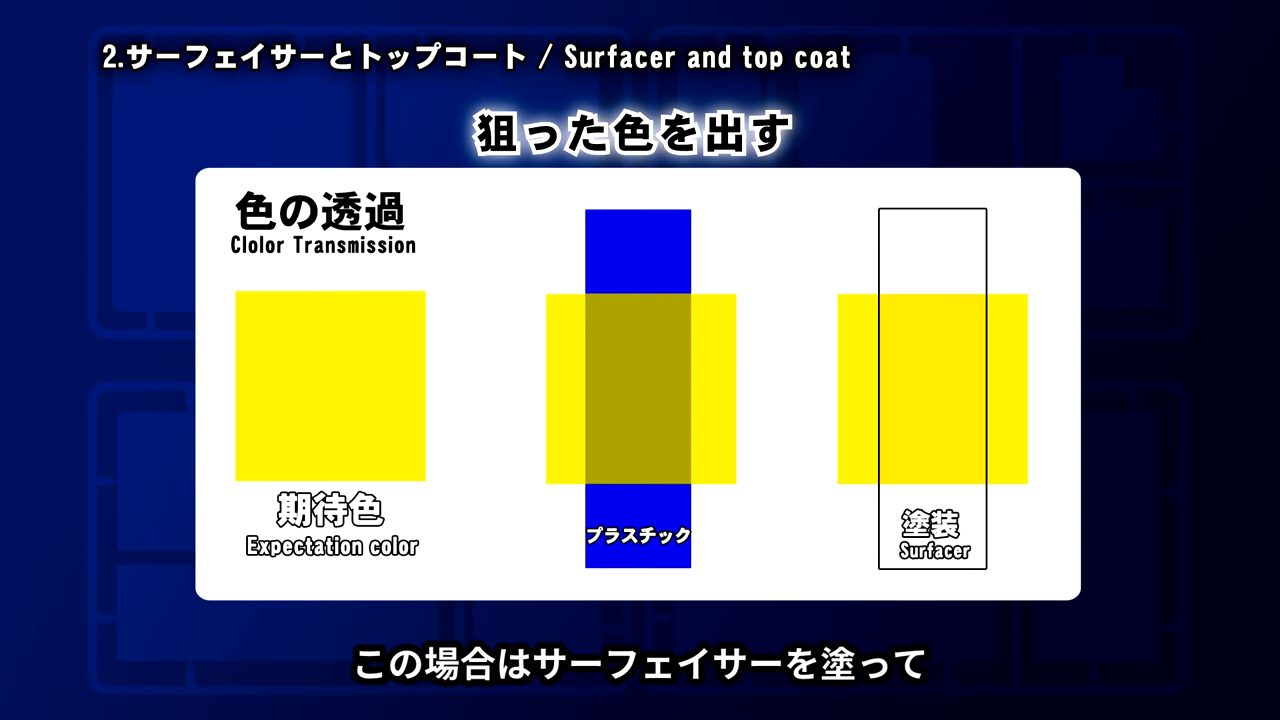 2.サーフェイサーとトップコート / Surfacer and top coat
狙った色を出す
色の透過
Clolor Transmission
期待色
Expectation color
プラスチック
塗装
Surfacer
この場合はサーフェイサーを塗って